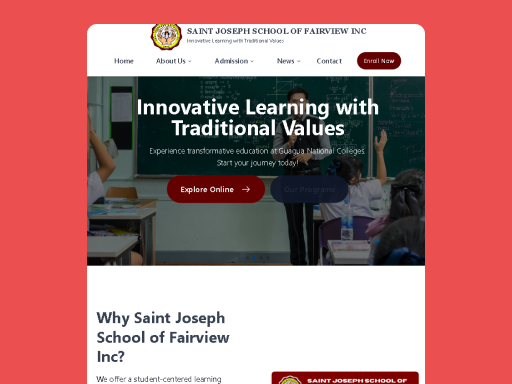 SAINT JOSEPH SCHOOL OF FAIRVIEW INC
Innovative Learning with Traditional Values
Home
About Us
Admission
News
Contact
Enroll Now
Innovative Learning with
Traditional Values
Experience transformative education at Guagua National Colleges.
Start your journey today!
Explore Online
Our Programs
Why Saint Joseph
School of Fairview
Inc?
We offer a student-centered learning
SAINT JOSEPH SCHOOL OF